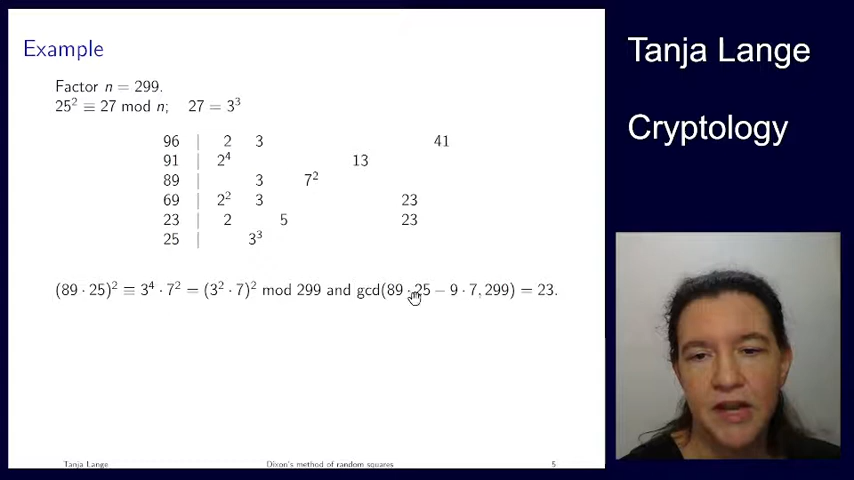 Example
Factor n = 299.
25² ≡ 27 mod n; 27 = 3³
96 | 2 3 41
91 | 2⁴ 13
89 | 3 7²
69 | 2² 3 23
23 | 2 5 23
25 | 3³
(89 · 25)² ≡ 3⁴ · 7² = (3² · 7)² mod 299 and gcd(89 · 25 − 9 · 7, 299) = 23.
Tanja Lange Dixon's method of random squares 5
Tanja Lange
Cryptology